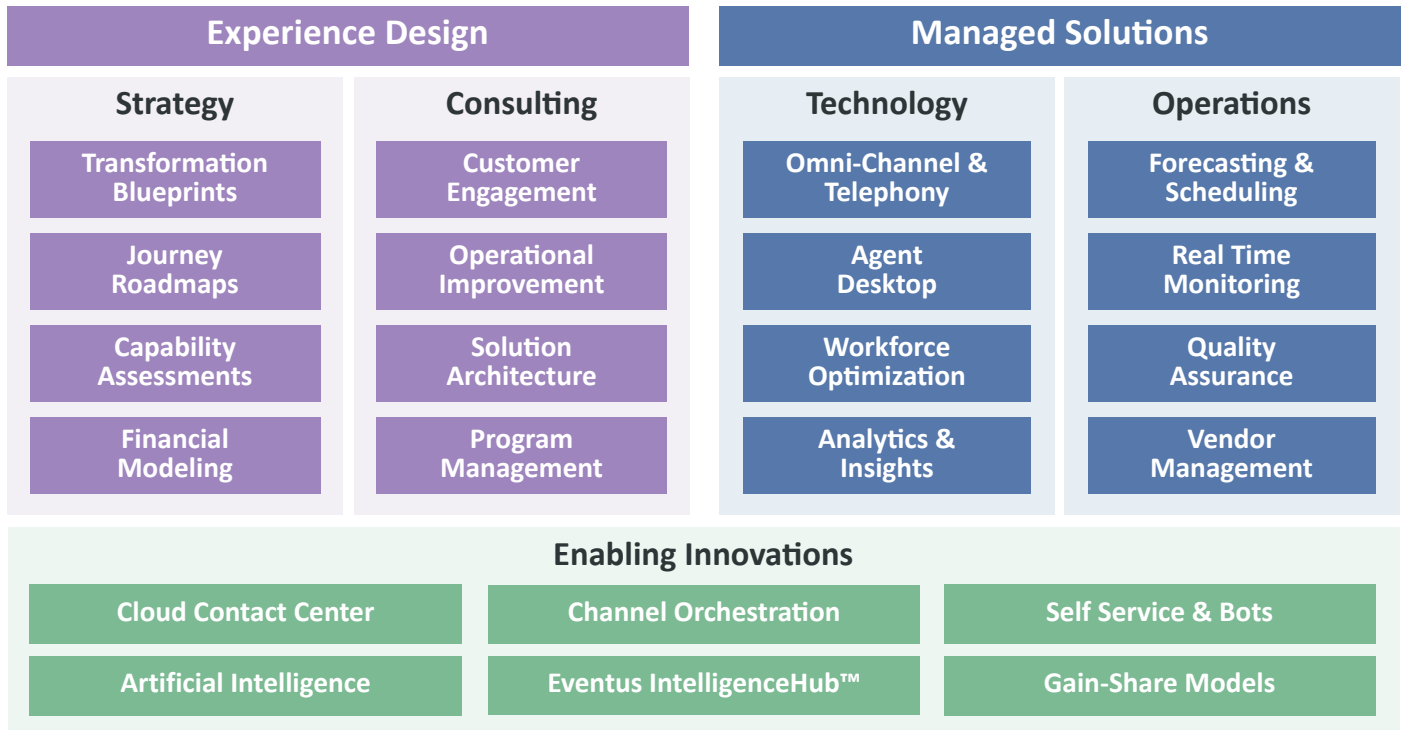 Experience Design
Managed Solutions
Strategy
Transformation
Blueprints
Journey
Roadmaps
Capability
Assessments
Financial
Modeling
Consulting
Customer
Engagement
Operational
Improvement
Solution
Architecture
Program
Management
Technology
Omni-Channel &
Telephony
Agent
Desktop
Workforce
Optimization
Analytics &
Insights
Operations
Forecasting &
Scheduling
Real Time
Monitoring
Quality
Assurance
Vendor
Management
Enabling Innovations
Cloud Contact Center
Channel Orchestration
Self Service & Bots
Artificial Intelligence
Eventus IntelligenceHub™
Gain-Share Models